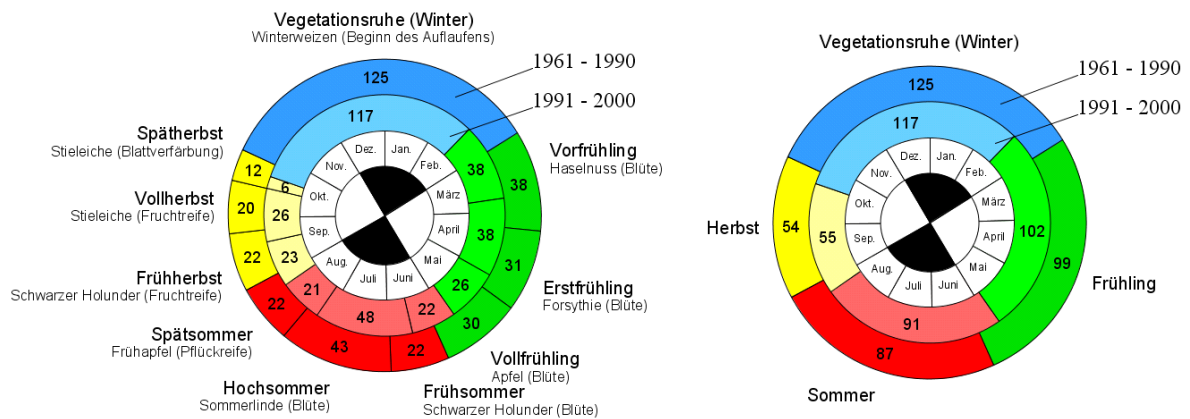 Vegetationsruhe (Winter)
Winterweizen (Beginn des Auflaufens)
1961 - 1990
1991 - 2000
125
117
Spätherbst
Stieleiche (Blattverfärbung)
Vollherbst
Stieleiche (Fruchtreife)
Frühherbst
Schwarzer Holunder (Fruchtreife)
Spätsommer
Frühapfel (Pflückreife)
Hochsommer
Sommerlinde (Blüte)
Frühsommer
Schwarzer Holunder (Blüte)
Vollfrühling
Apfel (Blüte)
Erstfrühling
Forsythie (Blüte)
Vorfrühling
Haselnuss (Blüte)
38
31
30
22
43
22
22
20
12
38
38
26
22
48
21
23
26
6
Jan.
Feb.
März
April
Mai
Juni
Juli
Aug.
Sep.
Okt.
Nov.
Dez.
Vegetationsruhe (Winter)
1961 - 1990
1991 - 2000
125
117
Herbst
54
55
Frühling
102
99
91
87
Sommer
Jan.
Feb.
März
April
Mai
Juni
Juli
Aug.
Sep.
Okt.
Nov.
Dez.